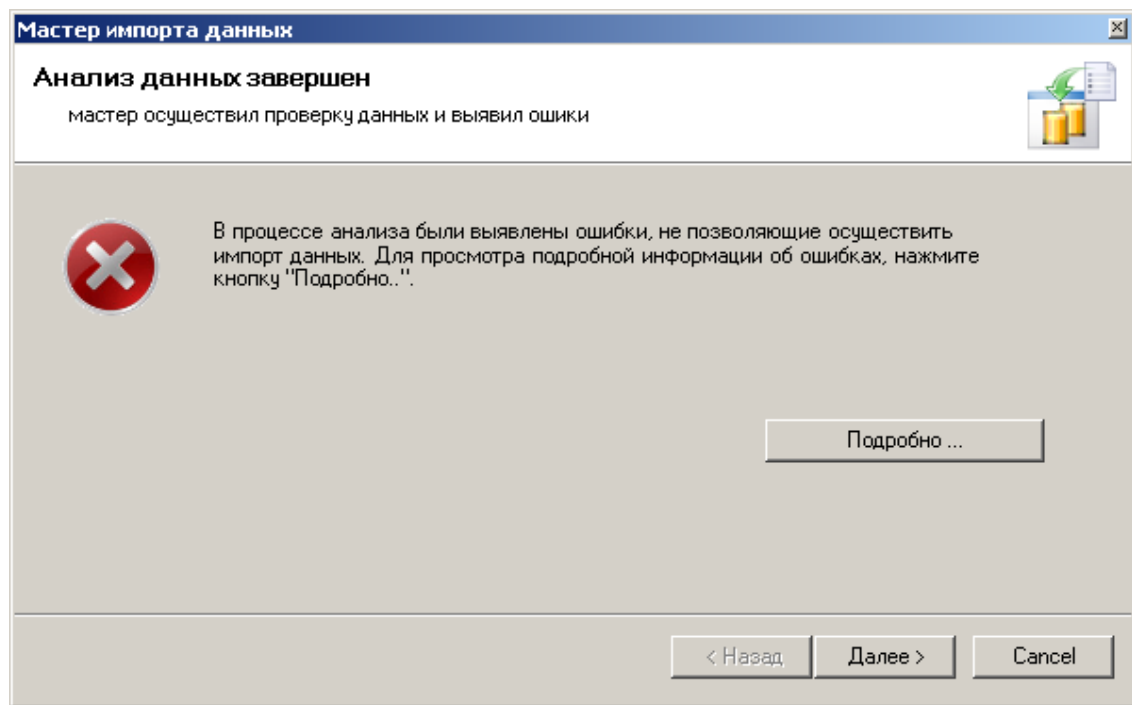 Мастер импорта данных
Анализ данных завершен
мастер осуществил проверку данных и выявил ошики
В процессе анализа были выявлены ошибки, не позволяющие осуществить
импорт данных. Для просмотра подробной информации об ошибках, нажмите
кнопку "Подробно..".
Подробно ...
< Назад
Далее >
Cancel